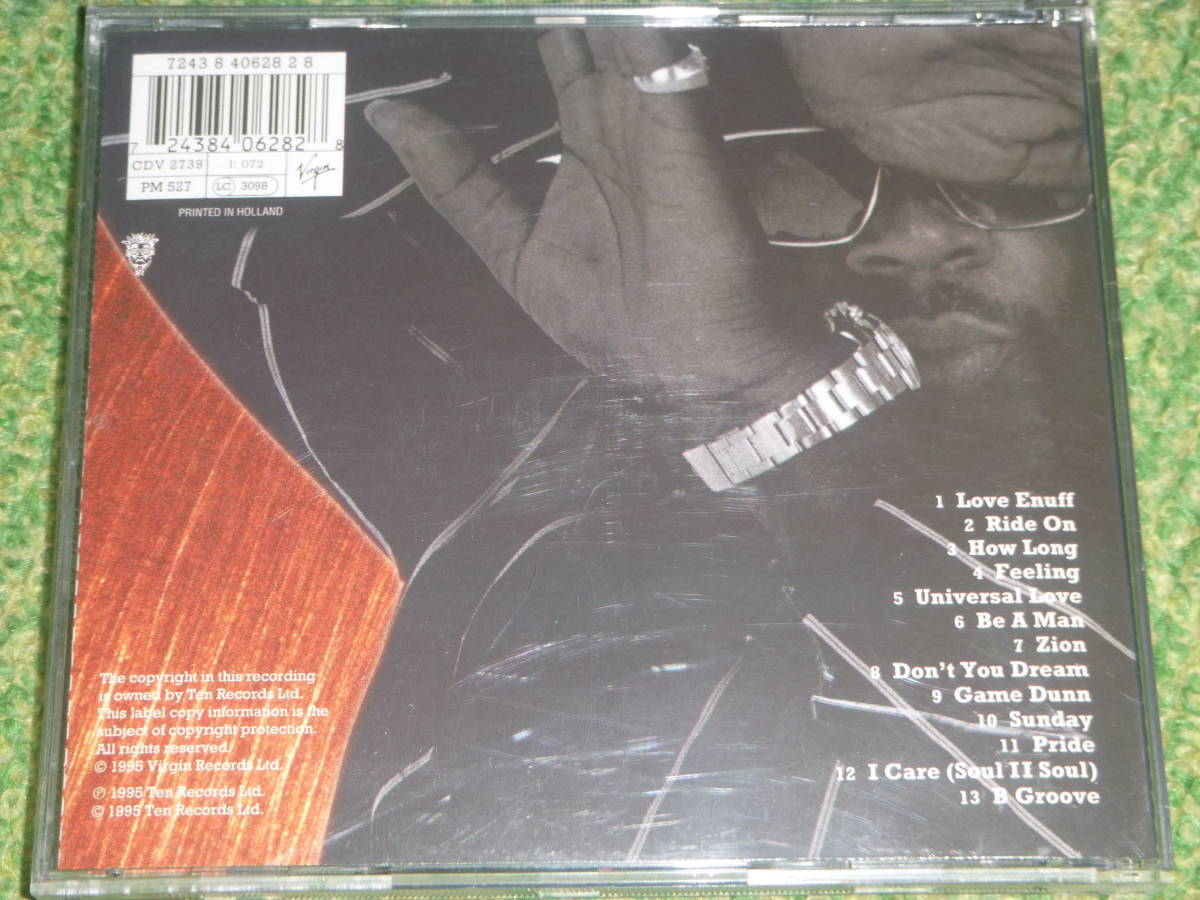 7243 8 40628 2 8
7 24384 06282 8
CDV 2739
I: 072
Virgin
PM 527
LC 3098
PRINTED IN HOLLAND
1 Love Enuff
2 Ride On
3 How Long
4 Feeling
5 Universal Love
6 Be A Man
7 Zion
8 Don't You Dream
9 Game Dunn
10 Sunday
11 Pride
12 I Care (Soul II Soul)
13 B Groove
The copyright in this recording
is owned by Ten Records Ltd.
This label copy information is the
subject of copyright protection.
All rights reserved.
© 1995 Virgin Records Ltd.
℗ 1995 Ten Records Ltd.
© 1995 Ten Records Ltd.